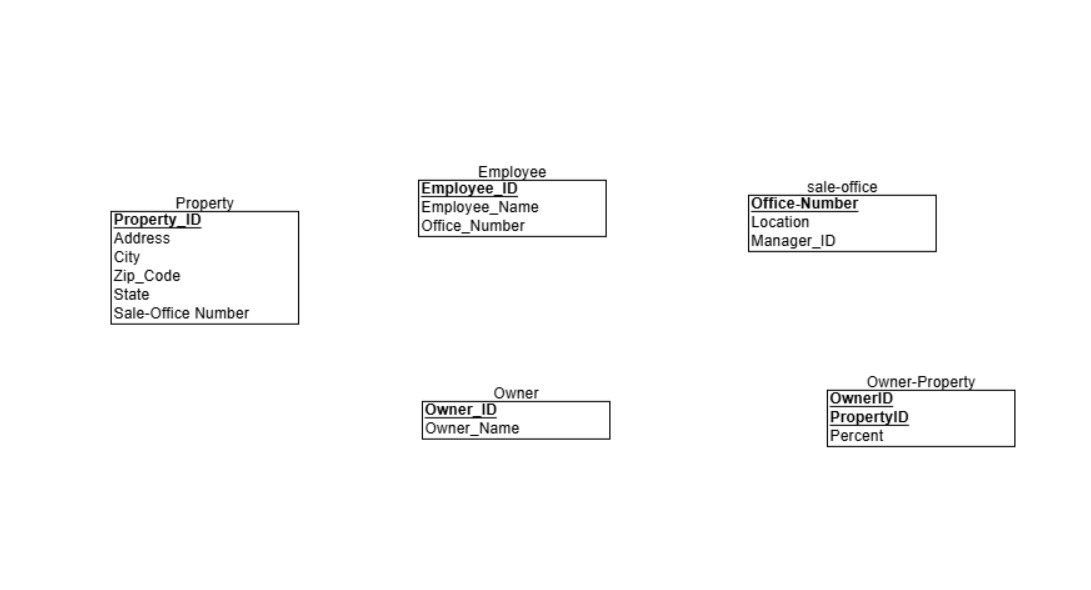 Property
Property_ID
Address
City
Zip_Code
State
Sale-Office Number
Employee
Employee_ID
Employee_Name
Office_Number
sale-office
Office-Number
Location
Manager_ID
Owner
Owner_ID
Owner_Name
Owner-Property
OwnerID
PropertyID
Percent